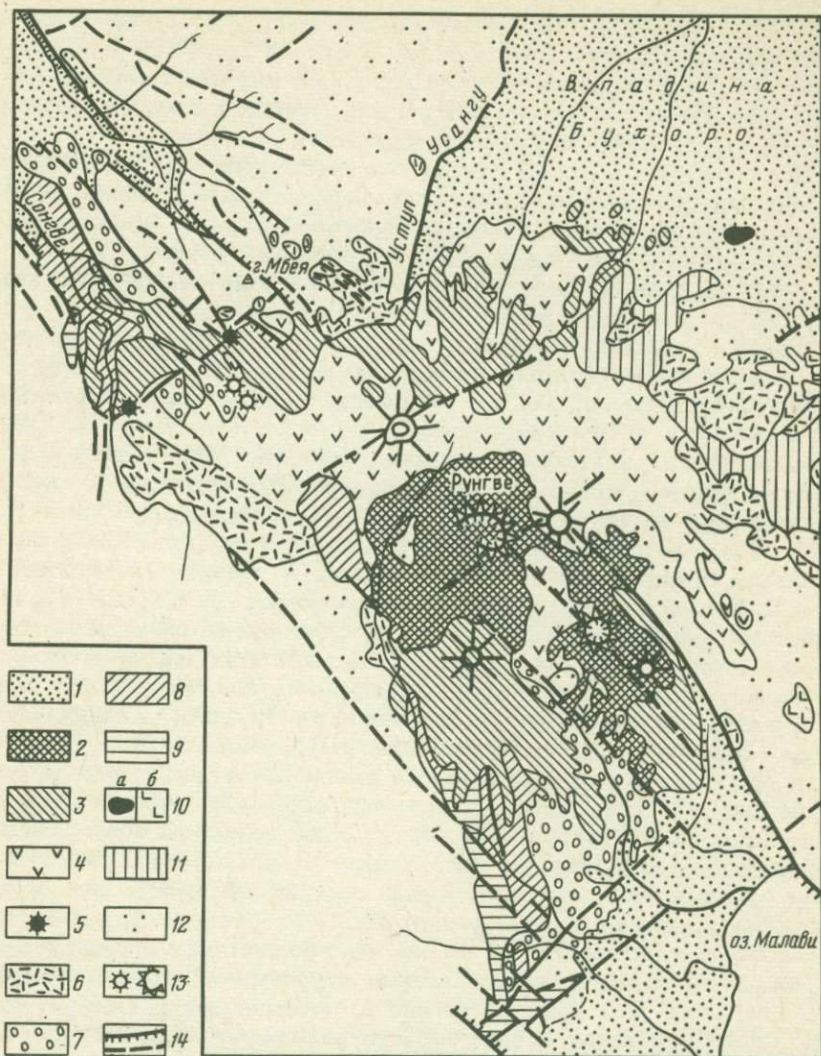 Впадина
Бухоро
Уступ Усангу
Сонгве
г. Мбея
Рунгве
оз. Малави
1
2
3
4
5
6
7
8
9
а б
10
11
12
13
14